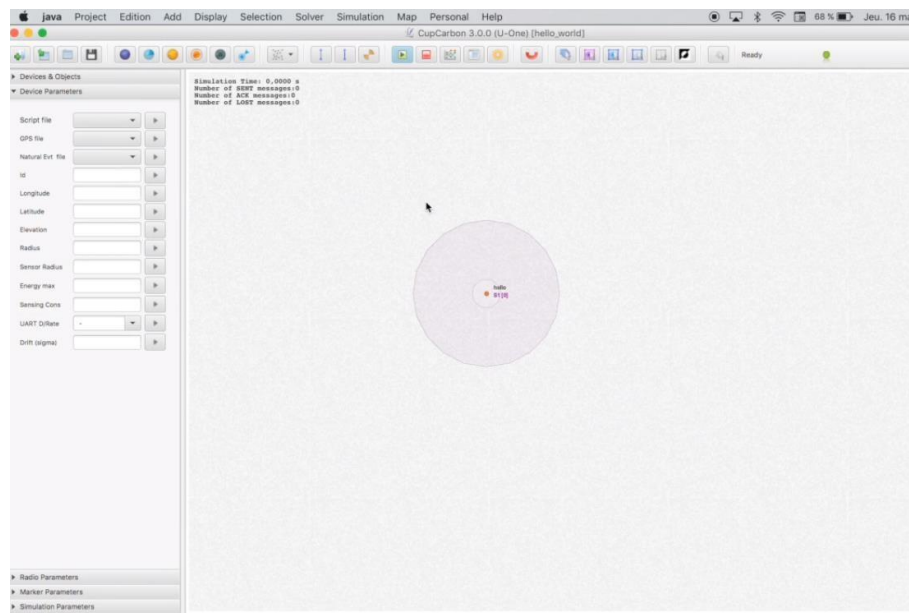 java Project Edition Add Display Selection Solver Simulation Map Personal Help 68 % Jeu. 16 ma
CupCarbon 3.0.0 (U-One) [hello_world]
Ready
Devices & Objects
Device Parameters
Simulation Time: 0,0000 s
Number of SENT messages:0
Number of ACK messages:0
Number of LOST messages:0
Script file
GPS file
Natural Evt file
Id
Longitude
Latitude
Elevation
Radius
Sensor Radius
Energy max
Sensing Cons
UART D/Rate -
Drift (sigma)
hello
S1 [0]
Radio Parameters
Marker Parameters
Simulation Parameters